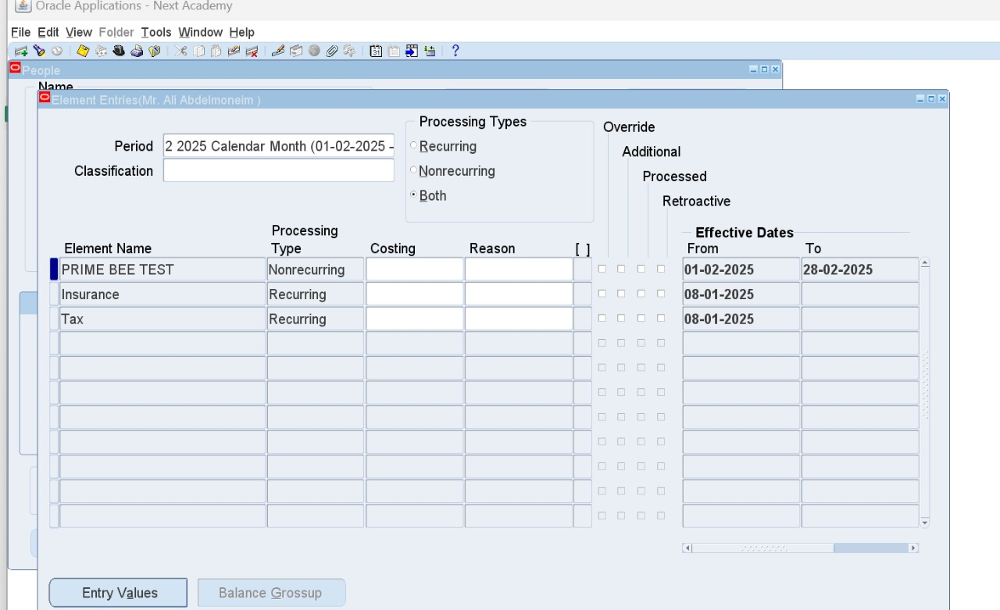 Oracle Applications - Next Academy
File Edit View Folder Tools Window Help
People
Name
Element Entries(Mr. Ali Abdelmoneim )
Period 2 2025 Calendar Month (01-02-2025 -
Classification
Processing Types
Recurring
Nonrecurring
Both
Override
Additional
Processed
Retroactive
Effective Dates
Element Name Processing Type Costing Reason [ ] From To
PRIME BEE TEST Nonrecurring 01-02-2025 28-02-2025
Insurance Recurring 08-01-2025
Tax Recurring 08-01-2025
Entry Values Balance Grossup